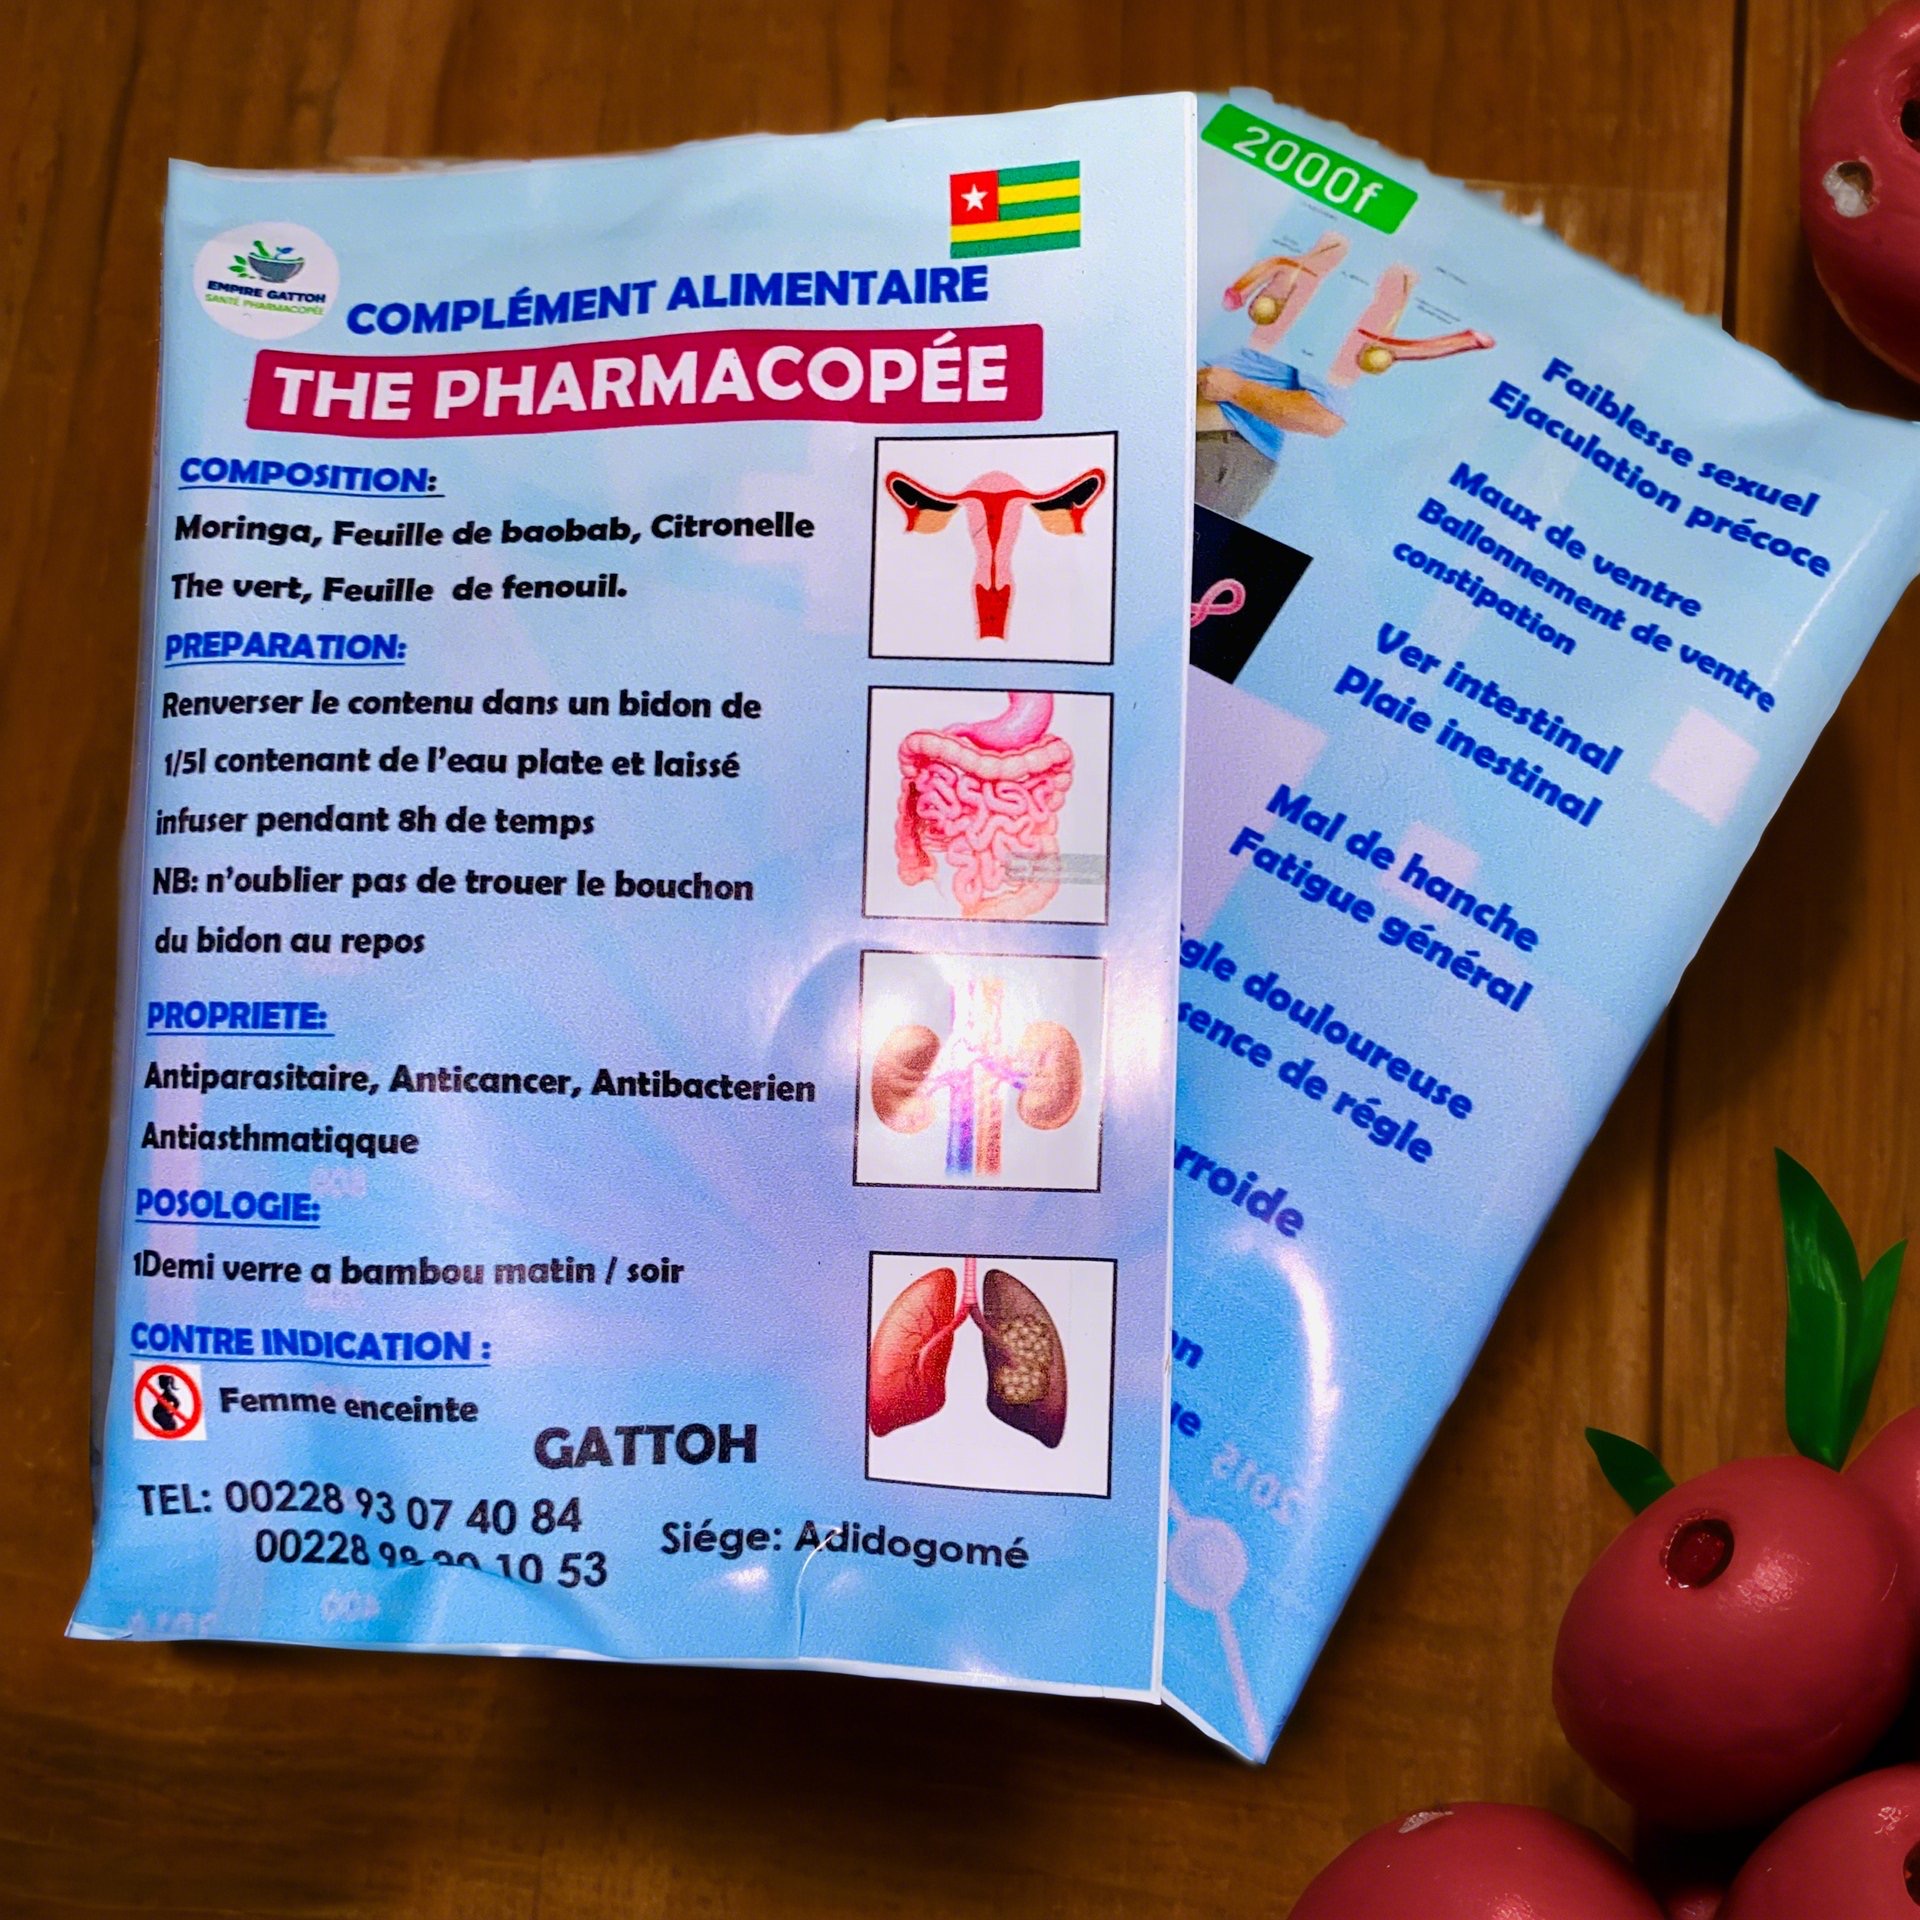 EMPIRE GATTOH
SANTÉ PHARMACOPÉE
COMPLÉMENT ALIMENTAIRE
THE PHARMACOPÉE
COMPOSITION:
Moringa, Feuille de baobab, Citronelle
The vert, Feuille de fenouil.
PREPARATION:
Renverser le contenu dans un bidon de
1/5l contenant de l'eau plate et laissé
infuser pendant 8h de temps
NB: n'oublier pas de trouer le bouchon
du bidon au repos
PROPRIETE:
Antiparasitaire, Anticancer, Antibacterien
Antiasthmatiqque
POSOLOGIE:
1Demi verre a bambou matin / soir
CONTRE INDICATION :
Femme enceinte
GATTOH
TEL: 00228 93 07 40 84
00228 10 53
Siége: Adidogomé
2000f
Faiblesse sexuel
Ejaculation précoce
Maux de ventre
Ballonnement de ventre
constipation
Ver intestinal
Plaie inestinal
Mal de hanche
Fatigue général
gle douloureuse
sence de régle
rroide